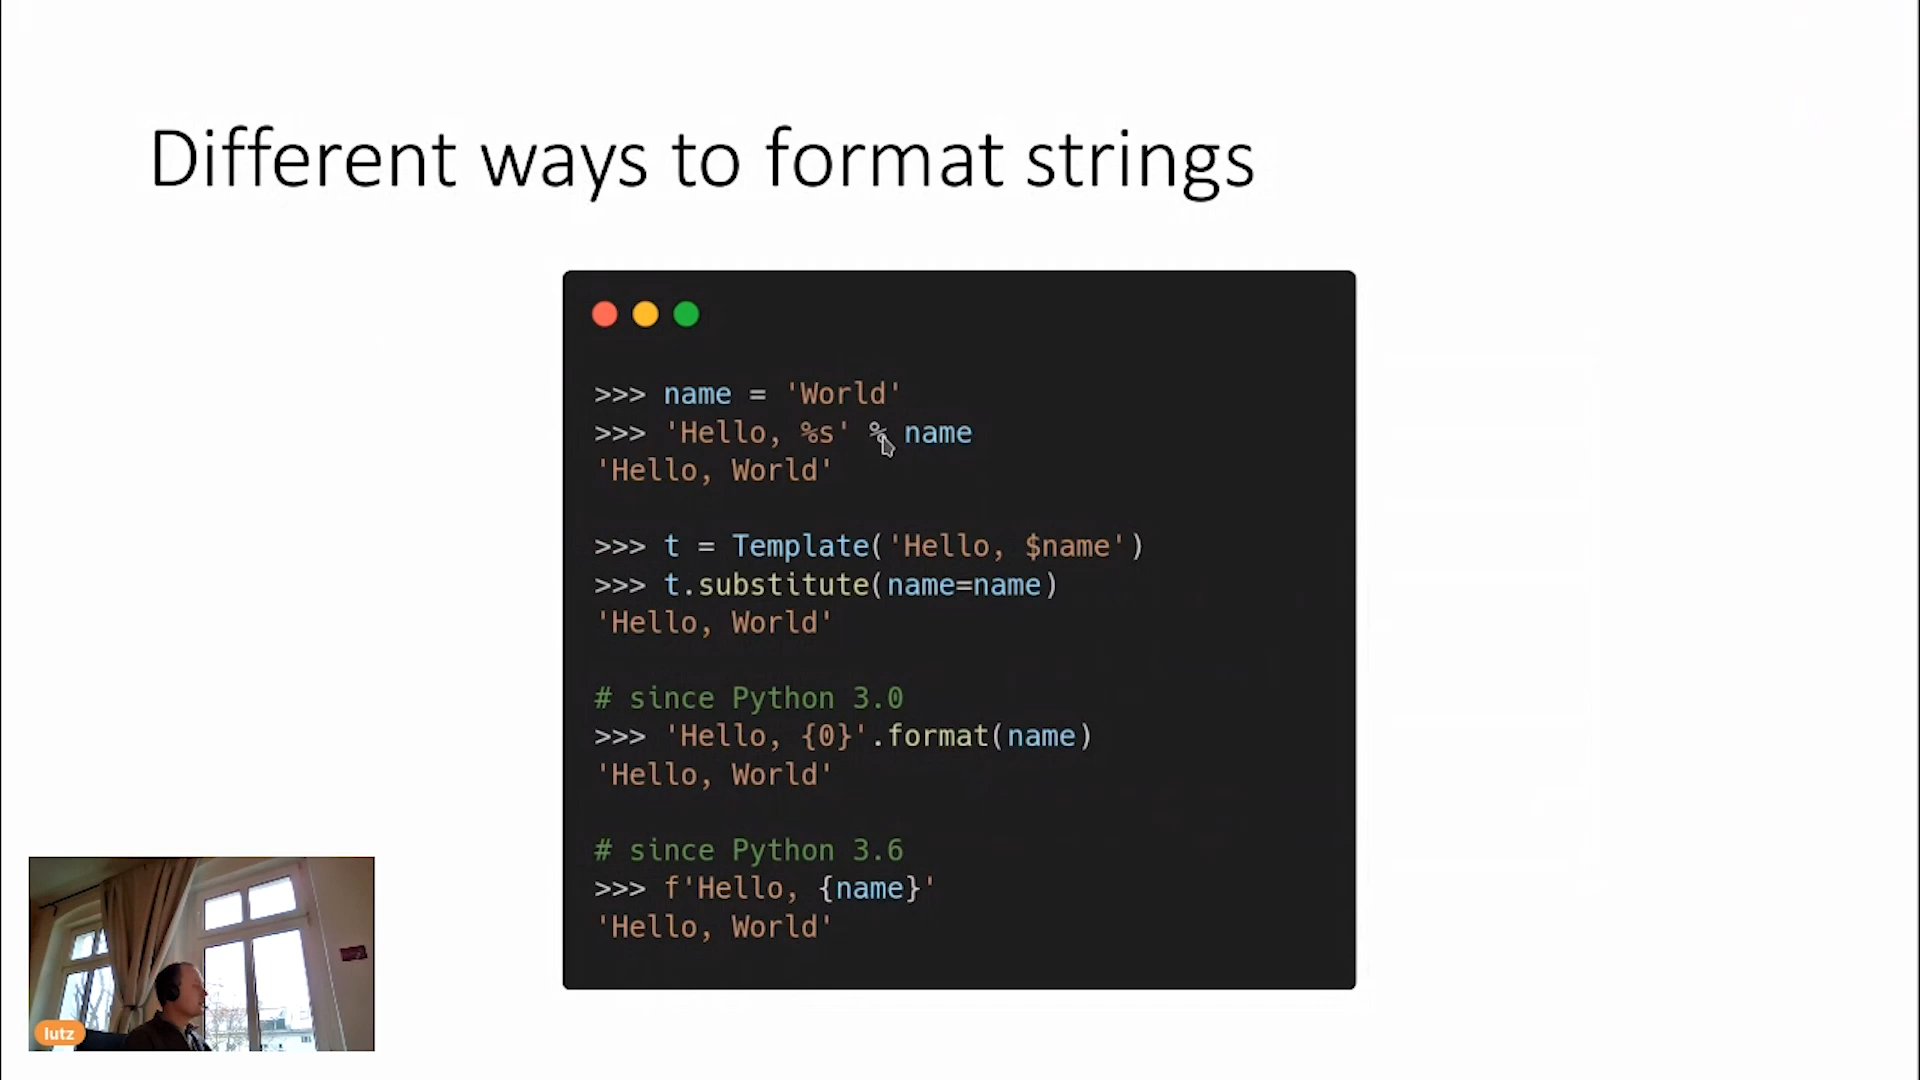 Different ways to format strings
>>> name = 'World'
>>> 'Hello, %s' % name
'Hello, World'
>>> t = Template('Hello, $name')
>>> t.substitute(name=name)
'Hello, World'
# since Python 3.0
>>> 'Hello, {0}'.format(name)
'Hello, World'
# since Python 3.6
>>> f'Hello, {name}'
'Hello, World'
lutz